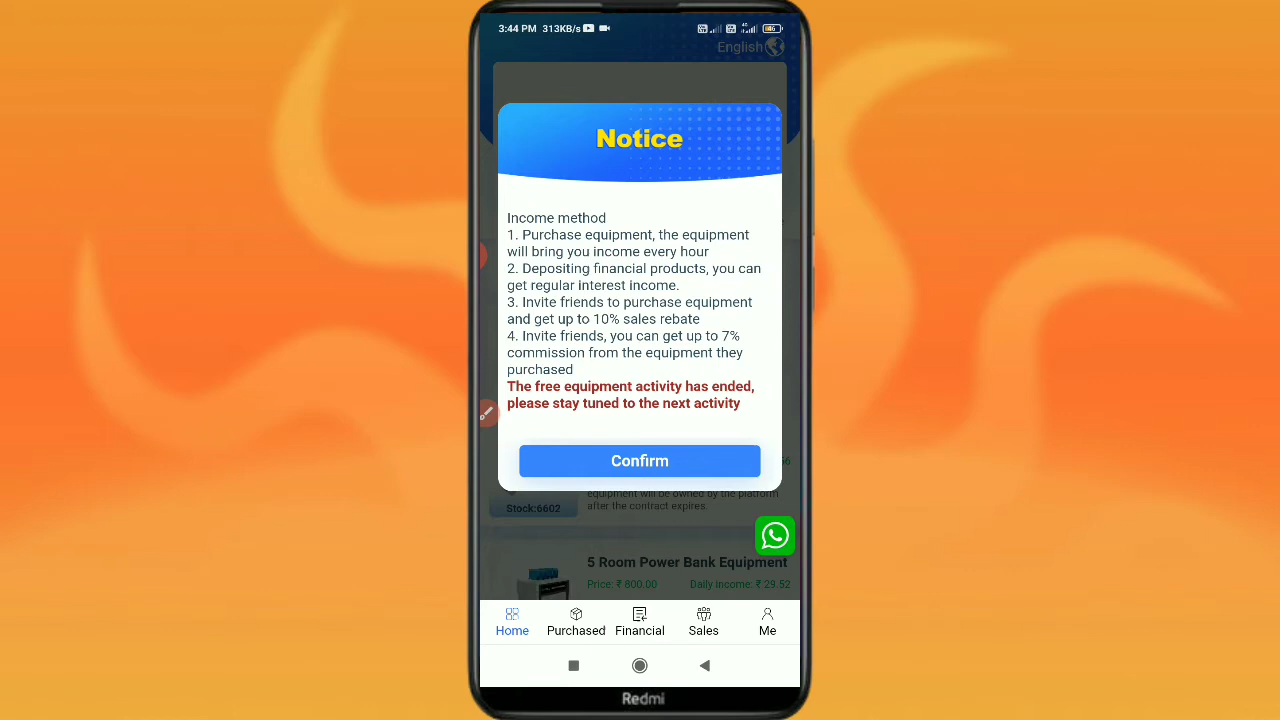 3:44 PM 313KB/s
English
Notice
Income method
1. Purchase equipment, the equipment
will bring you income every hour
2. Depositing financial products, you can
get regular interest income.
3. Invite friends to purchase equipment
and get up to 10% sales rebate
4. Invite friends, you can get up to 7%
commission from the equipment they
purchased
The free equipment activity has ended,
please stay tuned to the next activity
Confirm
equipment will be owned by the platform
after the contract expires.
Stock:6602
5 Room Power Bank Equipment
Price: ₹ 800.00 Daily income: ₹ 29.52
Home Purchased Financial Sales Me
Redmi